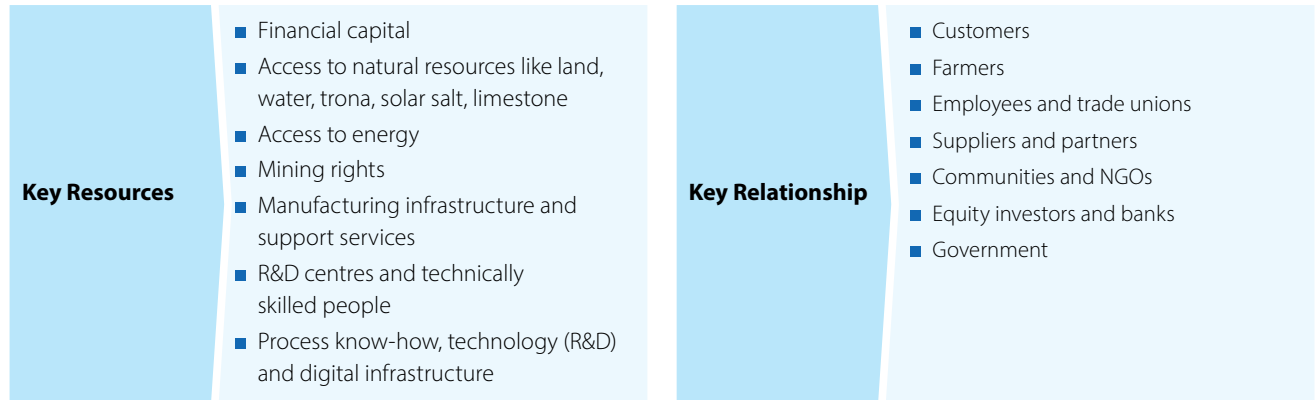 Key Resources
■ Financial capital
■ Access to natural resources like land,
water, trona, solar salt, limestone
■ Access to energy
■ Mining rights
■ Manufacturing infrastructure and
support services
■ R&D centres and technically
skilled people
■ Process know-how, technology (R&D)
and digital infrastructure
Key Relationship
■ Customers
■ Farmers
■ Employees and trade unions
■ Suppliers and partners
■ Communities and NGOs
■ Equity investors and banks
■ Government